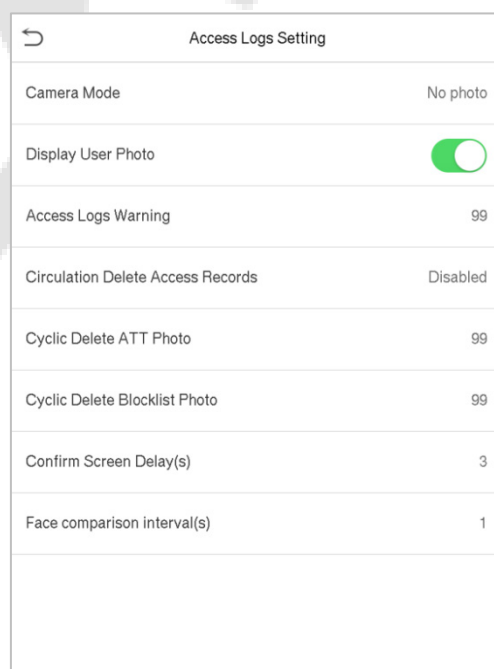 Access Logs Setting
Camera Mode No photo
Display User Photo
Access Logs Warning 99
Circulation Delete Access Records Disabled
Cyclic Delete ATT Photo 99
Cyclic Delete Blocklist Photo 99
Confirm Screen Delay(s) 3
Face comparison interval(s) 1